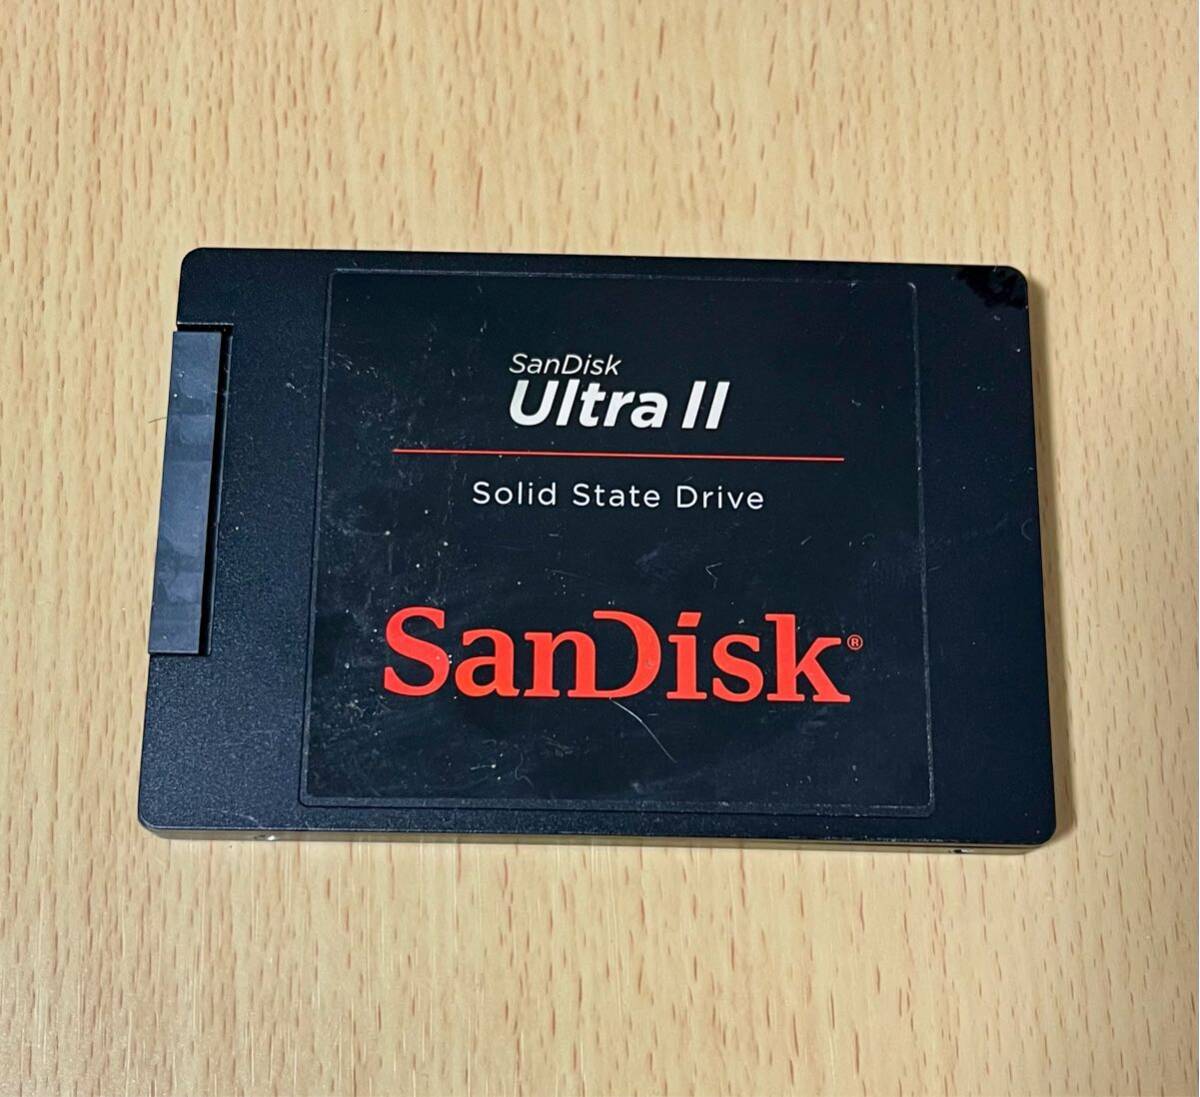 SanDisk
Ultra II
Solid State Drive
SanDisk®